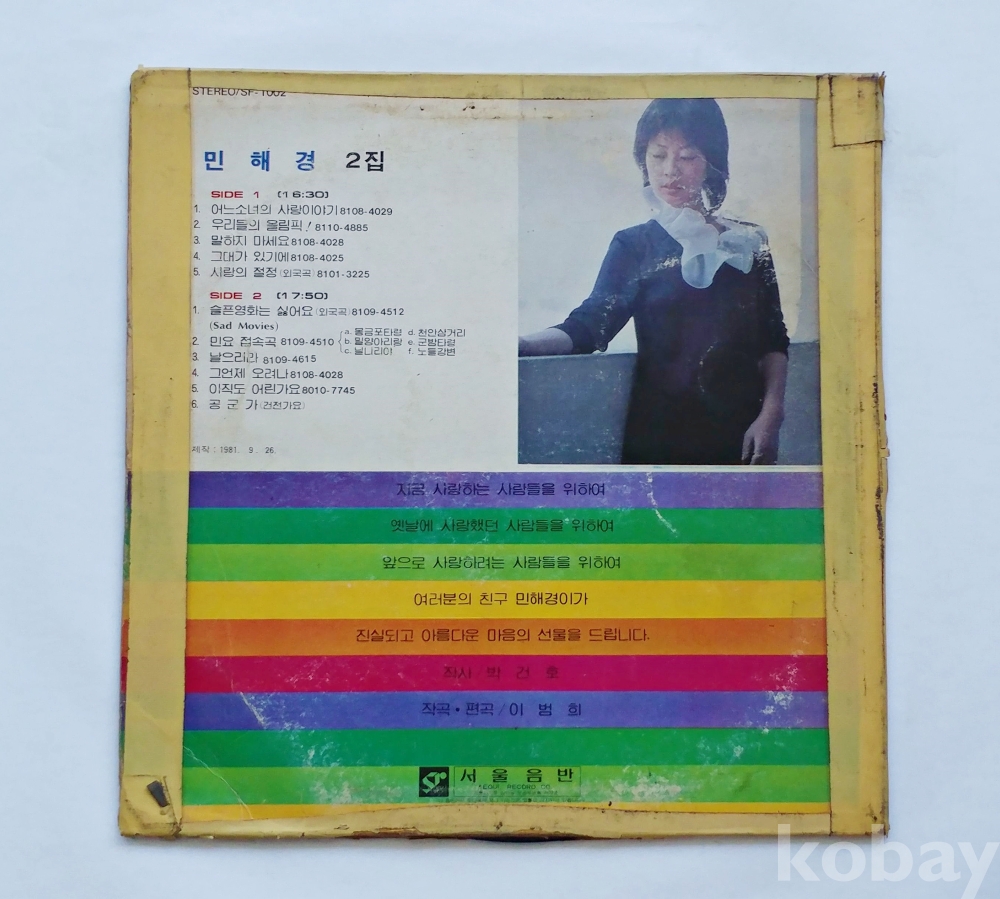 STEREO/SF-1002
민 해 경 2집
SIDE 1 (16:30)
1. 어느소녀의 사랑이야기 8108-4029
2. 우리들의 올림픽! 8110-4885
3. 말하지 마세요 8108-4028
4. 그대가 있기에 8108-4025
5. 사랑의 절정 (외국곡) 8101-3225
SIDE 2 (17:50)
1. 슬픈영화는 싫어요 (외국곡) 8109-4512
(Sad Movies)
2. 민요 접속곡 8109-4510
a. 몽금포타령 d. 천안삼거리
b. 밀양아리랑 e. 군밤타령
c. 닐니리야 f. 노들강변
3. 날으리라 8109-4615
4. 그언제 오려나 8108-4028
5. 아직도 어린가요 8010-7745
6. 공 군 가 (건전가요)
제작 : 1981. 9. 26.
지금 사랑하는 사람들을 위하여
옛날에 사랑했던 사람들을 위하여
앞으로 사랑하려는 사람들을 위하여
여러분의 친구 민해경이가
진실되고 아름다운 마음의 선물을 드립니다.
작사 박 건 호
작곡·편곡/이 범 희
서울음반
SEOUL RECORD CO.
kobay